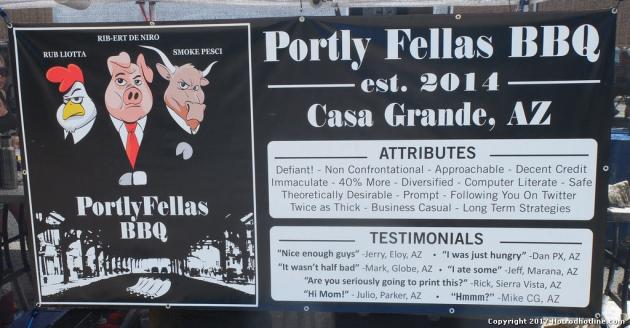 RIB-ERT DE NIRO
RUB LIOTTA
SMOKE PESCI
PortlyFellas
BBQ
Portly Fellas BBQ
est. 2014
Casa Grande, AZ
ATTRIBUTES
Defiant! - Non Confrontational - Approachable - Decent Credit
Immaculate - 40% More - Diversified - Computer Literate - Safe
Theoretically Desirable - Prompt - Following You On Twitter
Twice as Thick - Business Casual - Long Term Strategies
TESTIMONIALS
"Nice enough guys" -Jerry, Eloy, AZ • "I was just hungry" -Dan PX, AZ
"It wasn't half bad" -Mark, Globe, AZ • "I ate some" -Jeff, Marana, AZ
"Are you seriously going to print this?" -Rick, Sierra Vista, AZ
"Hi Mom!" - Julio, Parker, AZ • "Hmmm?" -Mike CG, AZ
Copyright 2017 Hotrodhotline.com